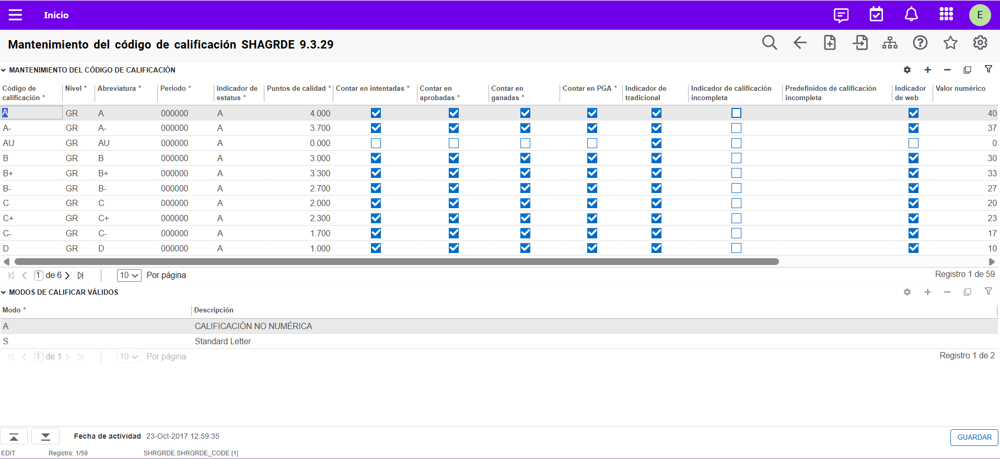 Inicio
E
Mantenimiento del código de calificación SHAGRDE 9.3.29
MANTENIMIENTO DEL CÓDIGO DE CALIFICACIÓN
Código de calificación * Nivel * Abreviatura * Periodo * Indicador de estatus * Puntos de calidad * Contar en intentadas * Contar en aprobadas * Contar en ganadas * Contar en PGA * Indicador de tradicional Indicador de calificación incompleta Predefinidos de calificación incompleta Indicador de web Valor numérico
A GR A 000000 A 4.000 40
A- GR A- 000000 A 3.700 37
AU GR AU 000000 A 0.000 0
B GR B 000000 A 3.000 30
B+ GR B+ 000000 A 3.300 33
B- GR B- 000000 A 2.700 27
C GR C 000000 A 2.000 20
C+ GR C+ 000000 A 2.300 23
C- GR C- 000000 A 1.700 17
D GR D 000000 A 1.000 10
1 de 6 10 Por página Registro 1 de 59
MODOS DE CALIFICAR VÁLIDOS
Modo * Descripción
A CALIFICACIÓN NO NUMÉRICA
S Standard Letter
1 de 1 10 Por página Registro 1 de 2
Fecha de actividad 23-Oct-2017 12:59:35 GUARDAR
EDIT Registro: 1/59 SHRGRDE.SHRGRDE_CODE [1]